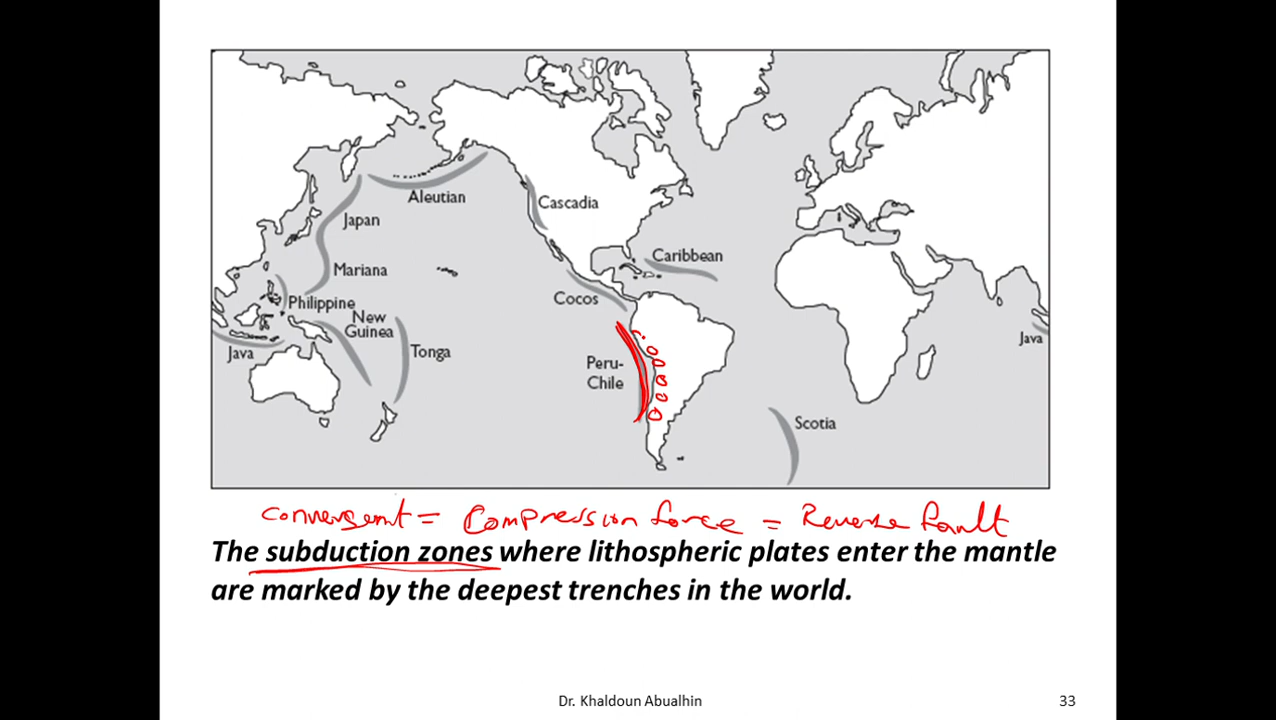 Aleutian
Cascadia
Japan
Caribbean
Mariana
Cocos
Philippine
New
Guinea
Java
Tonga
Peru-
Chile
Java
Scotia
convergent = Compression force = Reverse fault
The subduction zones where lithospheric plates enter the mantle
are marked by the deepest trenches in the world.
Dr. Khaldoun Abualhin
33